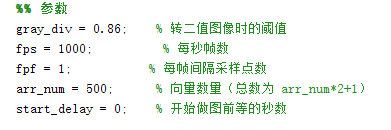 %% 参数
gray_div = 0.86;    % 转二值图像时的阈值
fps = 1000;    % 每秒帧数
fpf = 1;    % 每帧间隔采样点数
arr_num = 500;    % 向量数量（总数为 arr_num*2+1）
start_delay = 0;    % 开始做图前等的秒数